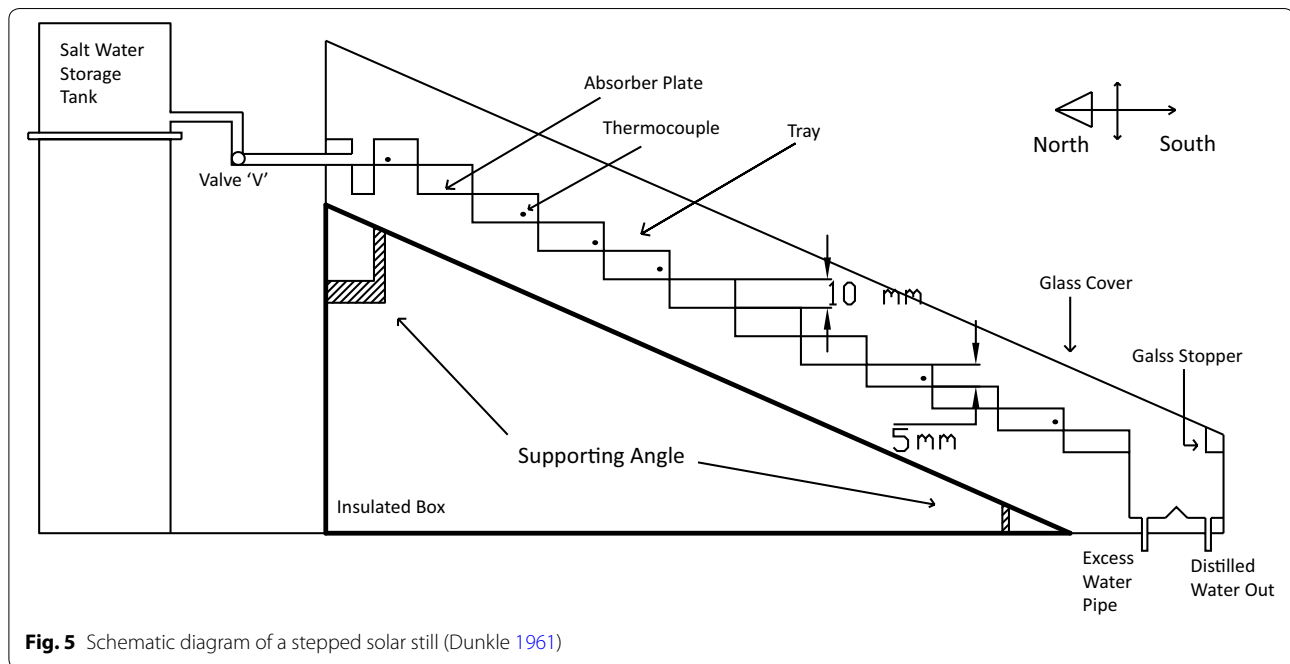 Salt Water
Storage
Tank
Valve ‘V’
Absorber Plate
Thermocouple
Tray
North
South
10 mm
Glass Cover
Galss Stopper
5mm
Supporting Angle
Insulated Box
Excess
Water
Pipe
Distilled
Water Out
Fig. 5 Schematic diagram of a stepped solar still (Dunkle 1961)